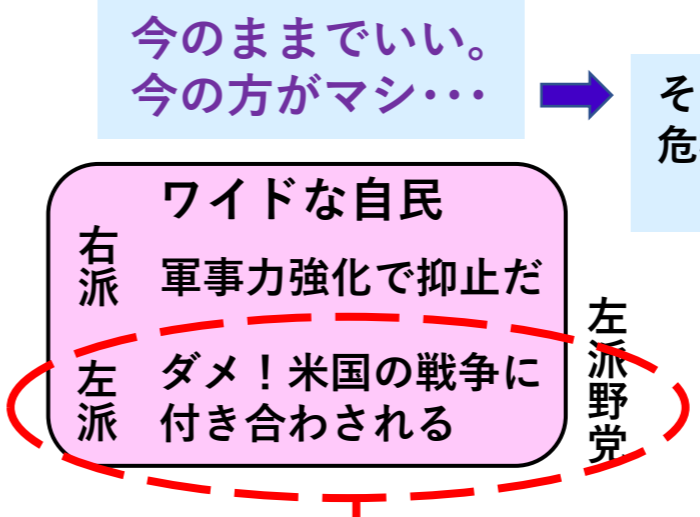 今のままでいい。
今の方がマシ･･･
そ
危
ワイドな自民
右派
軍事力強化で抑止だ
左派
ダメ！米国の戦争に
付き合わされる
左派野党